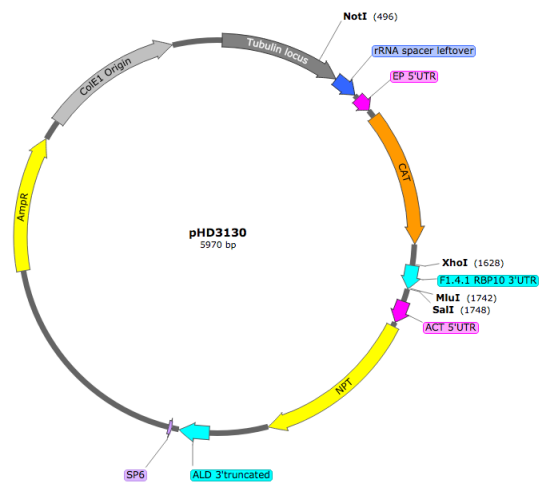 NotI (496)
Tubulin locus
rRNA spacer leftover
EP 5'UTR
ColE1 Origin
CAT
AmpR
pHD3130
5970 bp
XhoI (1628)
F1.4.1 RBP10 3'UTR
MluI (1742)
SalI (1748)
ACT 5'UTR
NPT
SP6
ALD 3'truncated